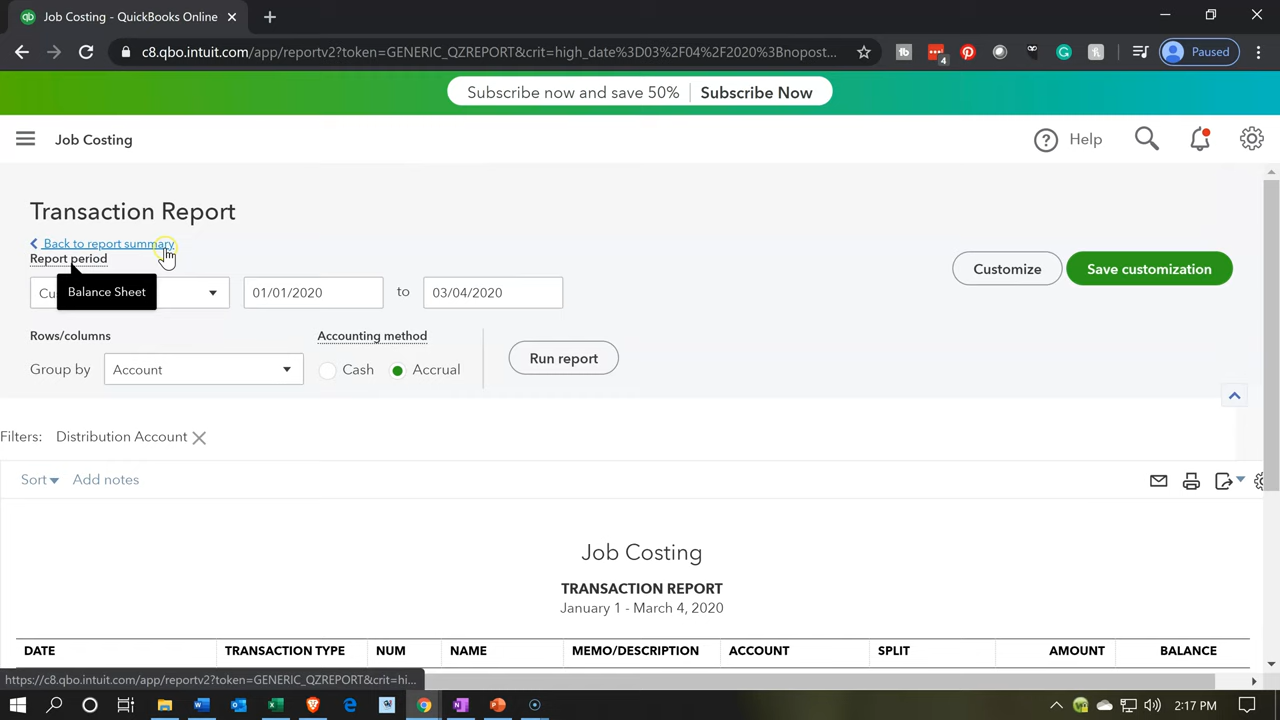 Job Costing - QuickBooks Online
c8.qbo.intuit.com/app/reportv2?token=GENERIC_QZREPORT&crit=high_date%3D03%2F04%2F2020%3Bnopost...
4
Paused
Subscribe now and save 50% Subscribe Now
Job Costing
Help
Transaction Report
Back to report summary
Report period
Balance Sheet
Cu
01/01/2020 to 03/04/2020
Customize
Save customization
Rows/columns
Accounting method
Group by Account
Cash
Accrual
Run report
Filters: Distribution Account
Sort
Add notes
Job Costing
TRANSACTION REPORT
January 1 - March 4, 2020
DATE TRANSACTION TYPE NUM NAME MEMO/DESCRIPTION ACCOUNT SPLIT AMOUNT BALANCE
https://c8.qbo.intuit.com/app/reportv2?token=GENERIC_QZREPORT&crit=hi...
2:17 PM